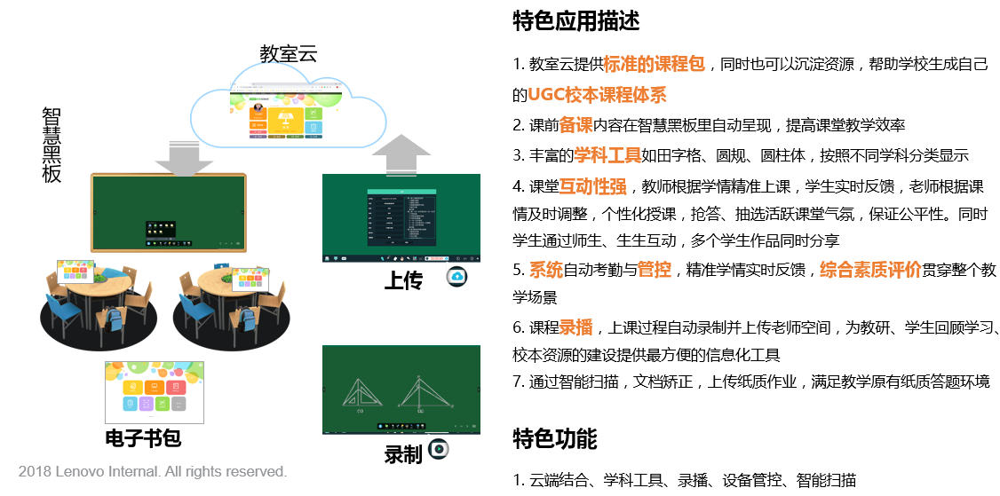 教室云
智慧黑板
上传
电子书包
录制
2018 Lenovo Internal. All rights reserved.
特色应用描述
1. 教室云提供标准的课程包，同时也可以沉淀资源，帮助学校生成自己
的UGC校本课程体系
2. 课前备课内容在智慧黑板里自动呈现，提高课堂教学效率
3. 丰富的学科工具如田字格、圆规、圆柱体，按照不同学科分类显示
4. 课堂互动性强，教师根据学情精准上课，学生实时反馈，老师根据课
情及时调整，个性化授课，抢答、抽选活跃课堂气氛，保证公平性。同时
学生通过师生、生生互动，多个学生作品同时分享
5. 系统自动考勤与管控，精准学情实时反馈，综合素质评价贯穿整个教
学场景
6. 课程录播，上课过程自动录制并上传老师空间，为教研、学生回顾学习、
校本资源的建设提供最方便的信息化工具
7. 通过智能扫描，文档矫正，上传纸质作业，满足教学原有纸质答题环境
特色功能
1. 云端结合、学科工具、录播、设备管控、智能扫描